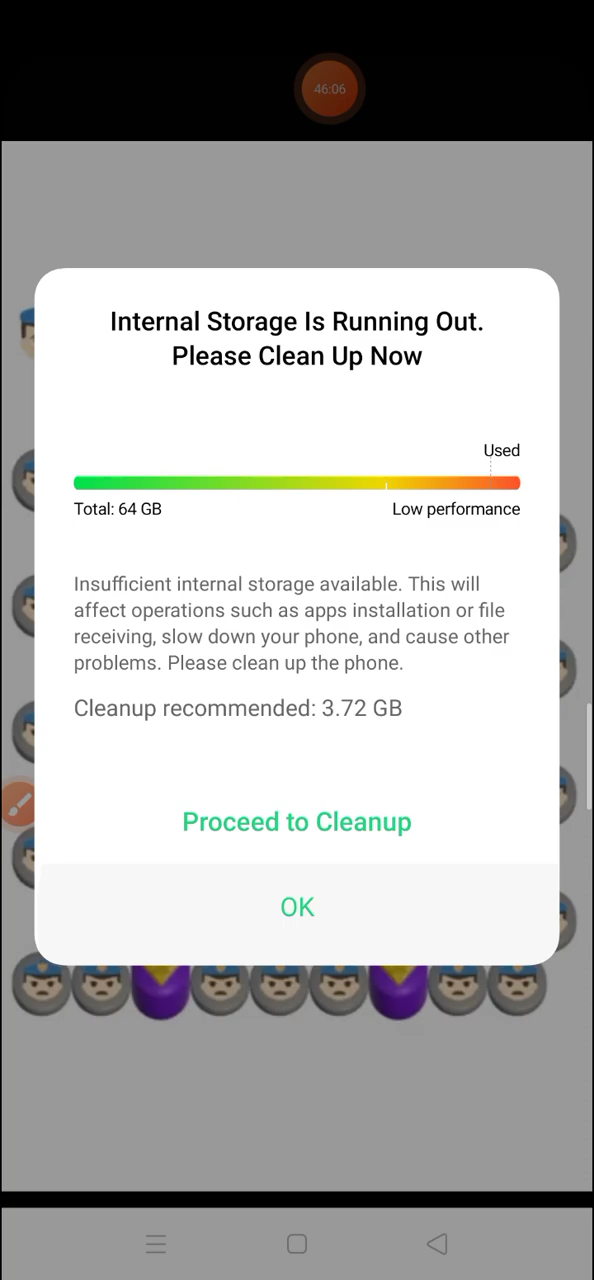 46:06
Internal Storage Is Running Out.
Please Clean Up Now
Used
Total: 64 GB
Low performance
Insufficient internal storage available. This will
affect operations such as apps installation or file
receiving, slow down your phone, and cause other
problems. Please clean up the phone.
Cleanup recommended: 3.72 GB
Proceed to Cleanup
OK